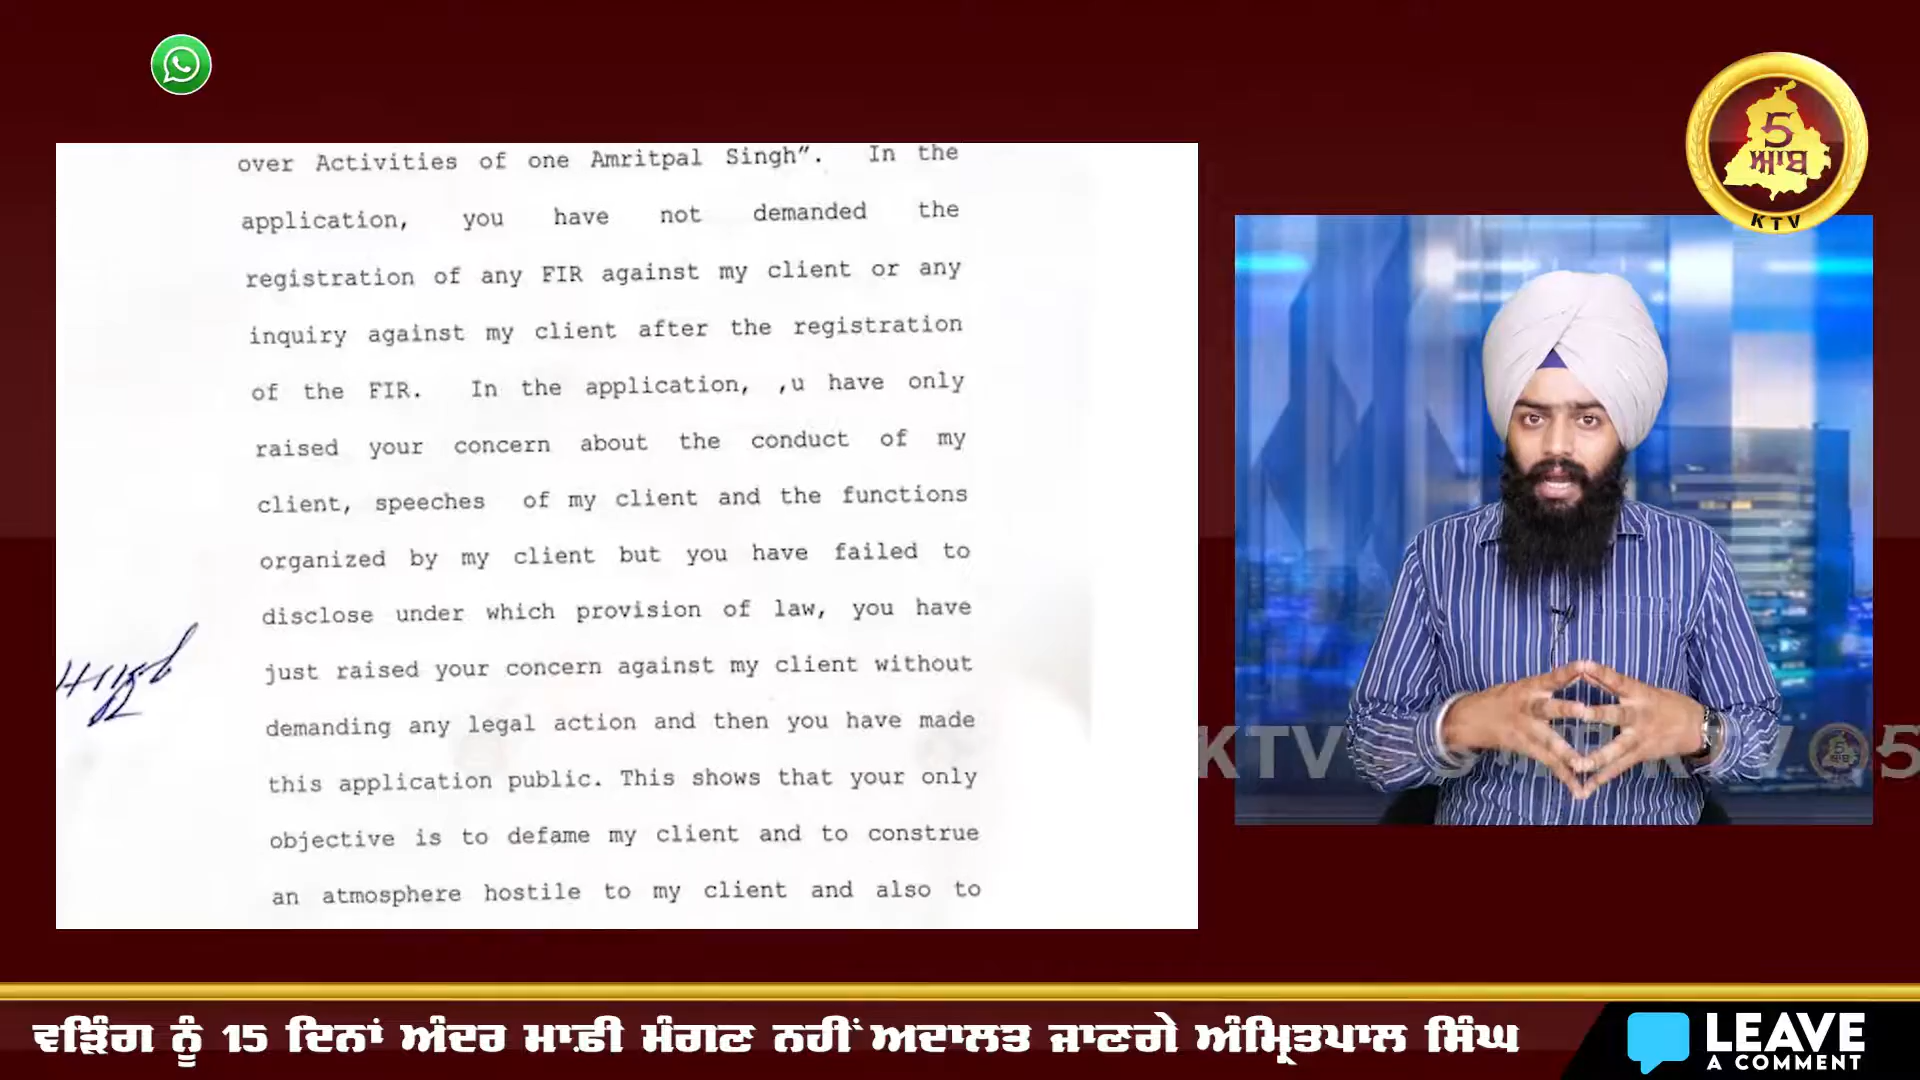 over Activities of one Amritpal Singh". In the
application, you have not demanded the
registration of any FIR against my client or any
inquiry against my client after the registration
of the FIR. In the application, ,u have only
raised your concern about the conduct of my
client, speeches of my client and the functions
organized by my client but you have failed to
disclose under which provision of law, you have
just raised your concern against my client without
demanding any legal action and then you have made
this application public. This shows that your only
objective is to defame my client and to construe
an atmosphere hostile to my client and also to
5
ਆਬ
KTV
KTV
KTV
5
ਵੜਿੰਗ ਨੂੰ 15 ਦਿਨਾਂ ਅੰਦਰ ਮਾਫ਼ੀ ਮੰਗਣ ਨਹੀਂ ਅਦਾਲਤ ਜਾਣਗੇ ਅੰਮ੍ਰਿਤਪਾਲ ਸਿੰਘ
LEAVE
A COMMENT